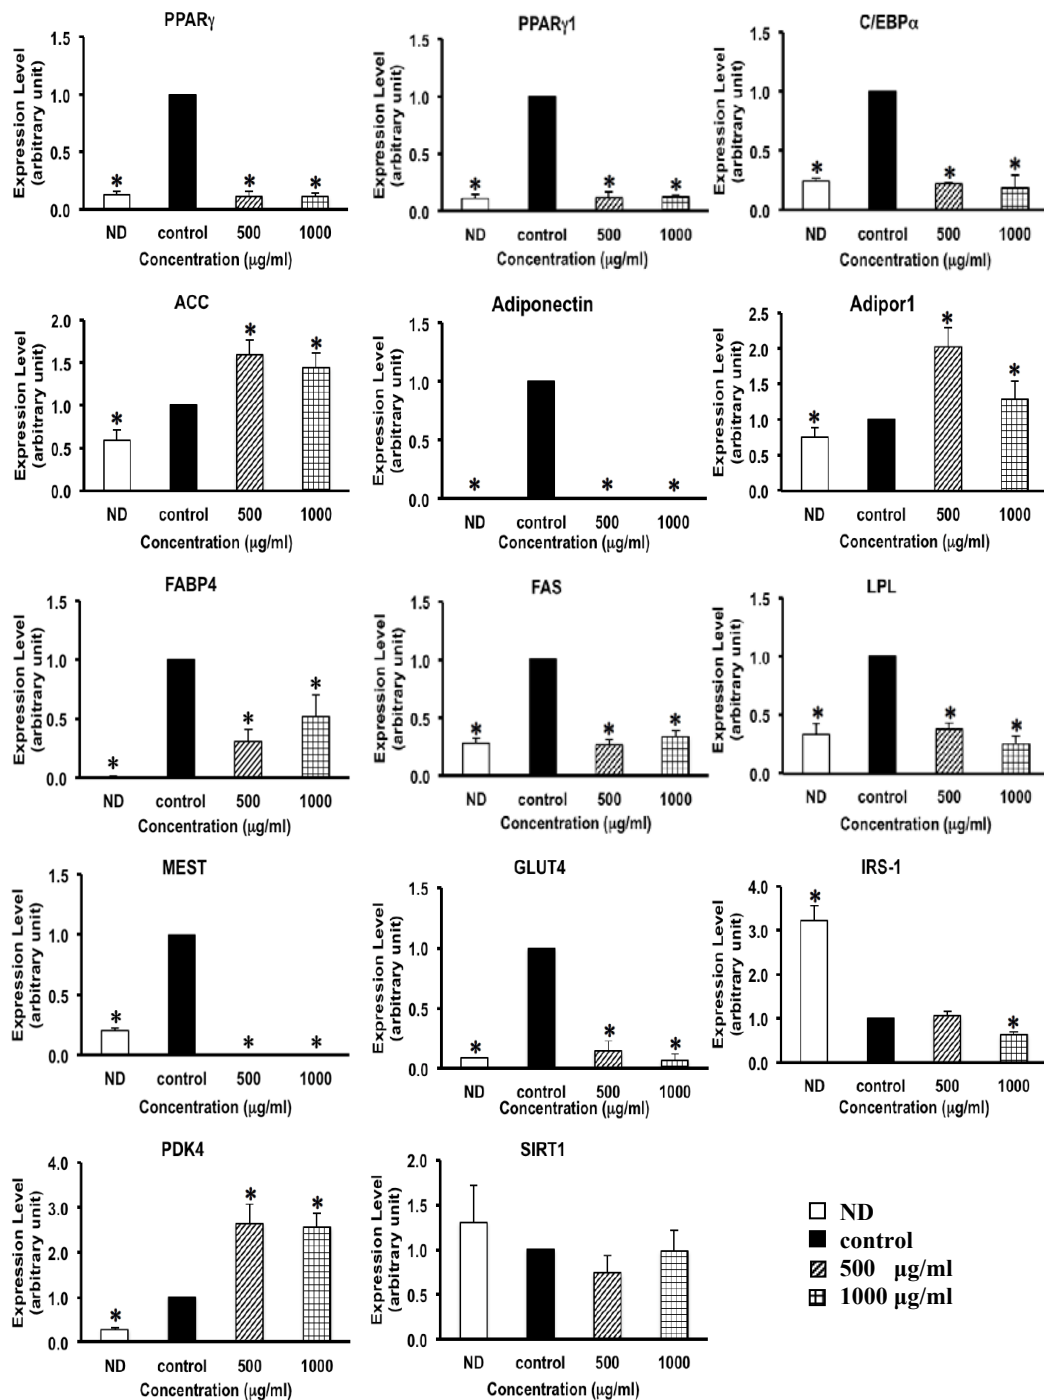 PPARγ
Expression Level
(arbitrary unit)
1.5
1.0
0.5
0.0
*
*
*
ND control 500 1000
Concentration (µg/ml)
PPARγ1
Expression Level
(arbitrary unit)
1.5
1.0
0.5
0.0
*
*
*
ND control 500 1000
Concentration (µg/ml)
C/EBPα
Expression Level
(arbitrary unit)
1.5
1.0
0.5
0.0
*
*
*
ND control 500 1000
Concentration (µg/ml)
ACC
Expression Level
(arbitrary unit)
2.0
1.5
1.0
0.5
0.0
*
*
*
ND control 500 1000
Concentration (µg/ml)
Adiponectin
Expression Level
(arbitrary unit)
1.5
1.0
0.5
0.0
*
*
*
ND control 500 1000
Concentration (µg/ml)
Adipor1
Expression Level
(arbitrary unit)
2.5
2.0
1.5
1.0
0.5
0.0
*
*
*
ND control 500 1000
Concentration (µg/ml)
FABP4
Expression Level
(arbitrary unit)
1.5
1.0
0.5
0.0
*
*
*
ND control 500 1000
Concentration (µg/ml)
FAS
Expression Level
(arbitrary unit)
1.5
1.0
0.5
0.0
*
*
*
ND control 500 1000
Concentration (µg/ml)
LPL
Expression Level
(arbitrary unit)
1.5
1.0
0.5
0.0
*
*
*
ND control 500 1000
Concentration (µg/ml)
MEST
Expression Level
(arbitrary unit)
1.5
1.0
0.5
0.0
*
*
*
ND control 500 1000
Concentration (µg/ml)
GLUT4
Expression Level
(arbitrary unit)
1.5
1.0
0.5
0.0
*
*
*
ND control 500 1000
Concentration (µg/ml)
IRS-1
Expression Level
(arbitrary unit)
4.0
3.0
2.0
1.0
0.0
*
*
ND control 500 1000
Concentration (µg/ml)
PDK4
Expression Level
(arbitrary unit)
4.0
3.0
2.0
1.0
0.0
*
*
*
ND control 500 1000
Concentration (µg/ml)
SIRT1
Expression Level
(arbitrary unit)
2.0
1.5
1.0
0.5
0.0
ND control 500 1000
Concentration (µg/ml)
ND
control
500 µg/ml
1000 µg/ml